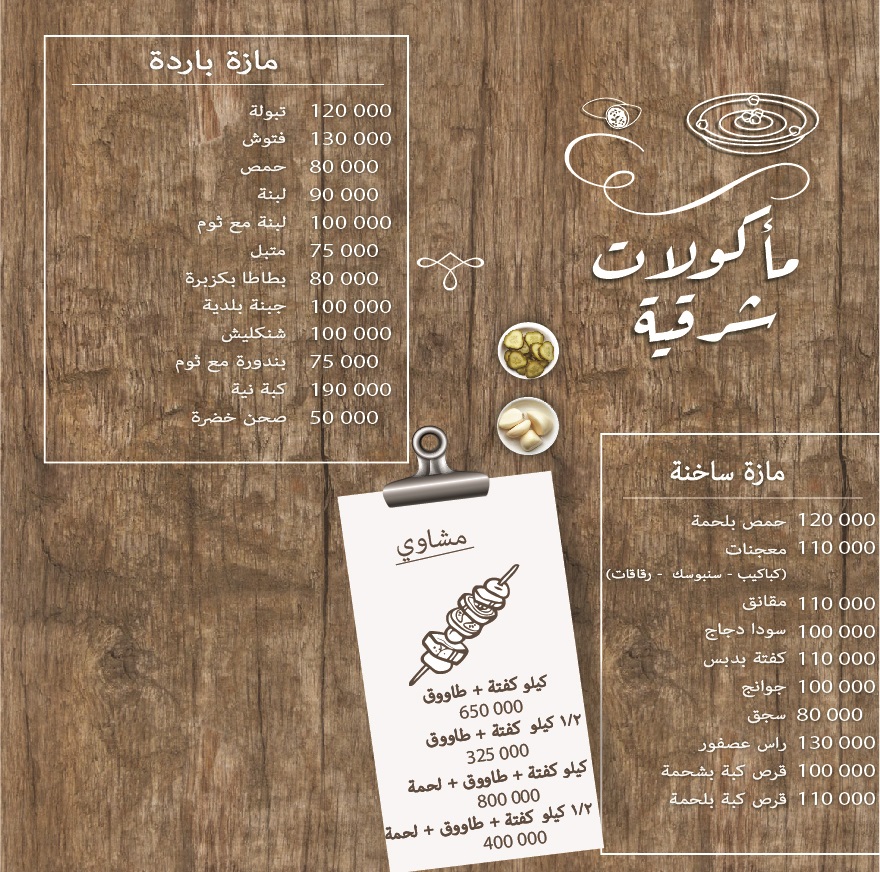 مأكولات
شرقية
مازة باردة
تبولة 120 000
فتوش 130 000
حمص 80 000
لبنة 90 000
لبنة مع ثوم 100 000
متبل 75 000
بطاطا بكزبرة 80 000
جبنة بلدية 100 000
شنكليش 100 000
بندورة مع ثوم 75 000
كبة نية 190 000
صحن خضرة 50 000
مازة ساخنة
حمص بلحمة 120 000
معجنات 110 000
(كباكيب - سنبوسك - رقاقات)
مقانق 110 000
سودا دجاج 100 000
كفتة بدبس 110 000
جوانح 100 000
سجق 80 000
راس عصفور 130 000
قرص كبة بشحمة 100 000
قرص كبة بلحمة 110 000
مشاوي
كيلو كفتة + طاووق
650 000
١/٢ كيلو كفتة + طاووق
325 000
كيلو كفتة + طاووق + لحمة
800 000
١/٢ كيلو كفتة + طاووق + لحمة
400 000